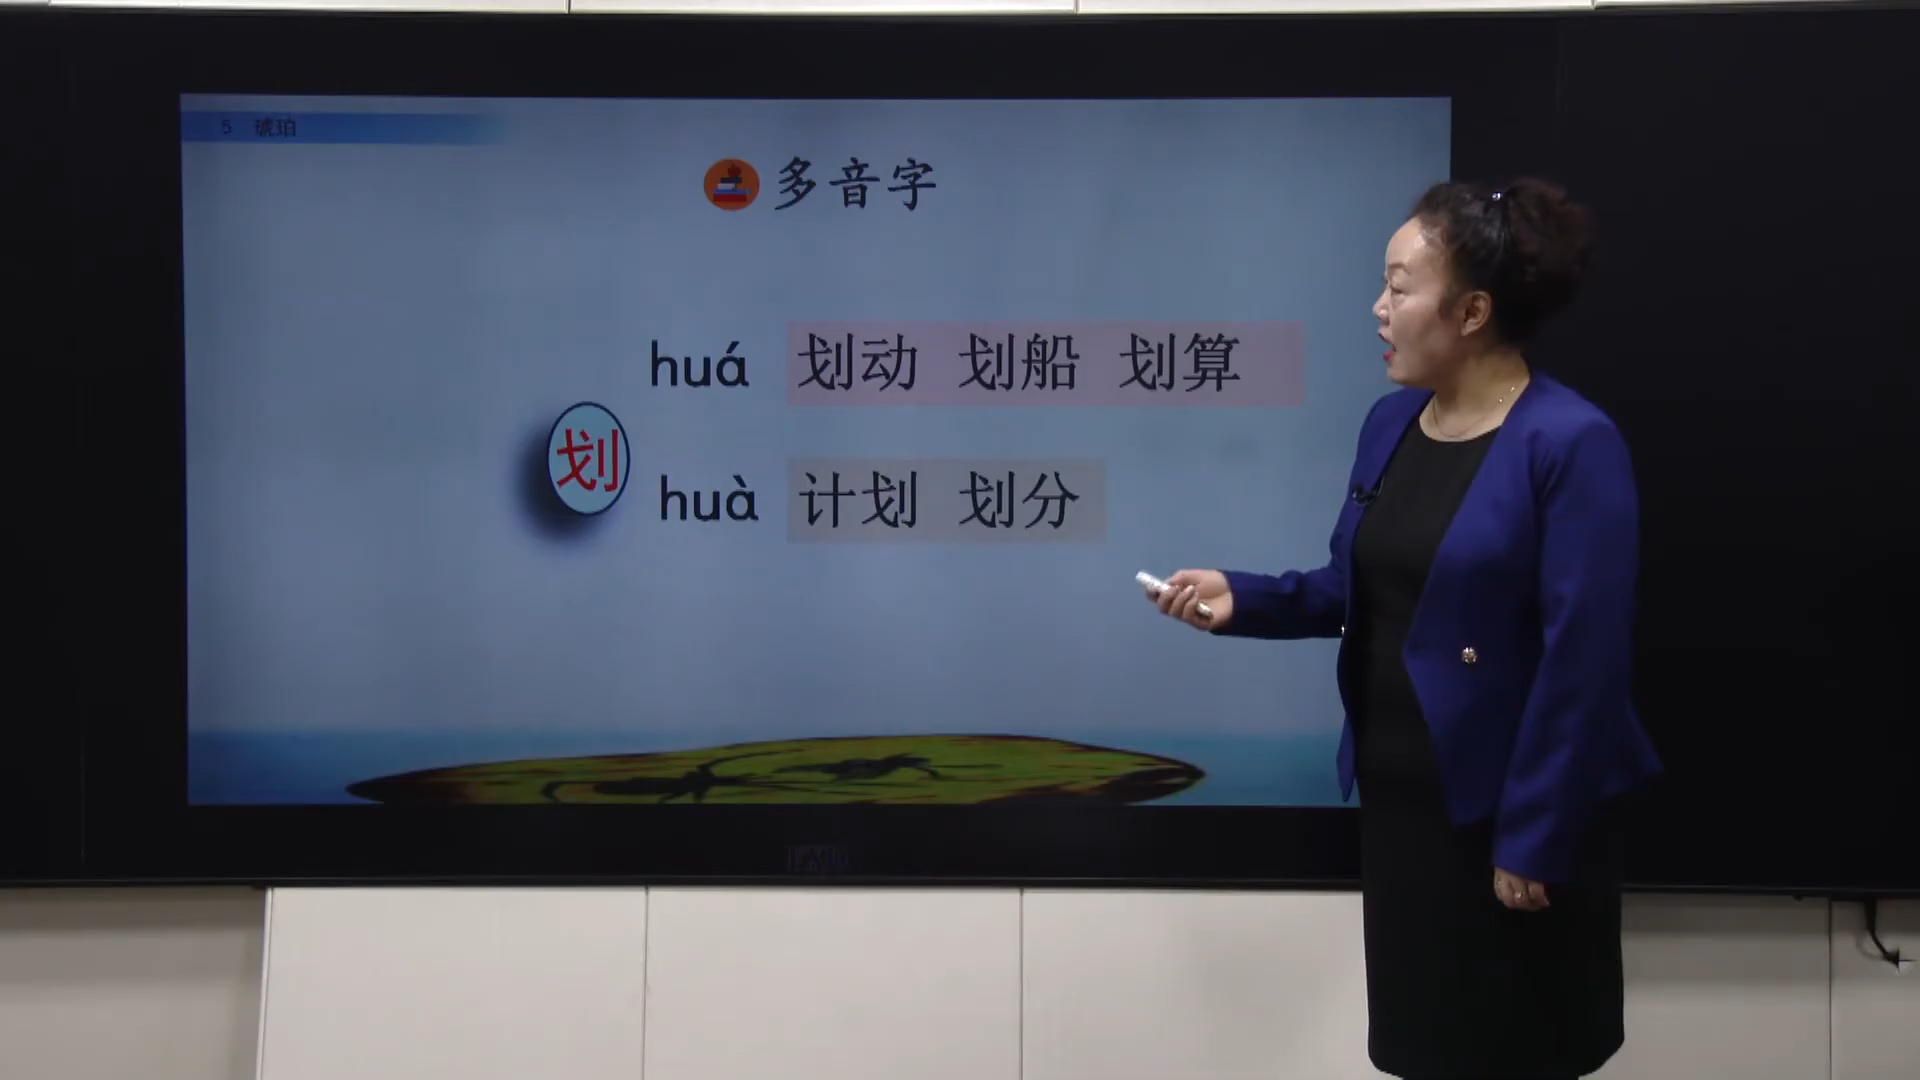 5 琥珀
多音字
huá 划动 划船 划算
划
huà 计划 划分